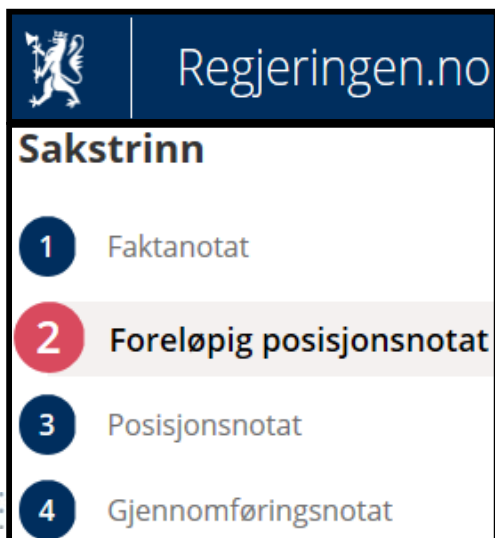 Regjeringen.no
Sakstrinn
1 Faktanotat
2 Foreløpig posisjonsnotat
3 Posisjonsnotat
4 Gjennomføringsnotat